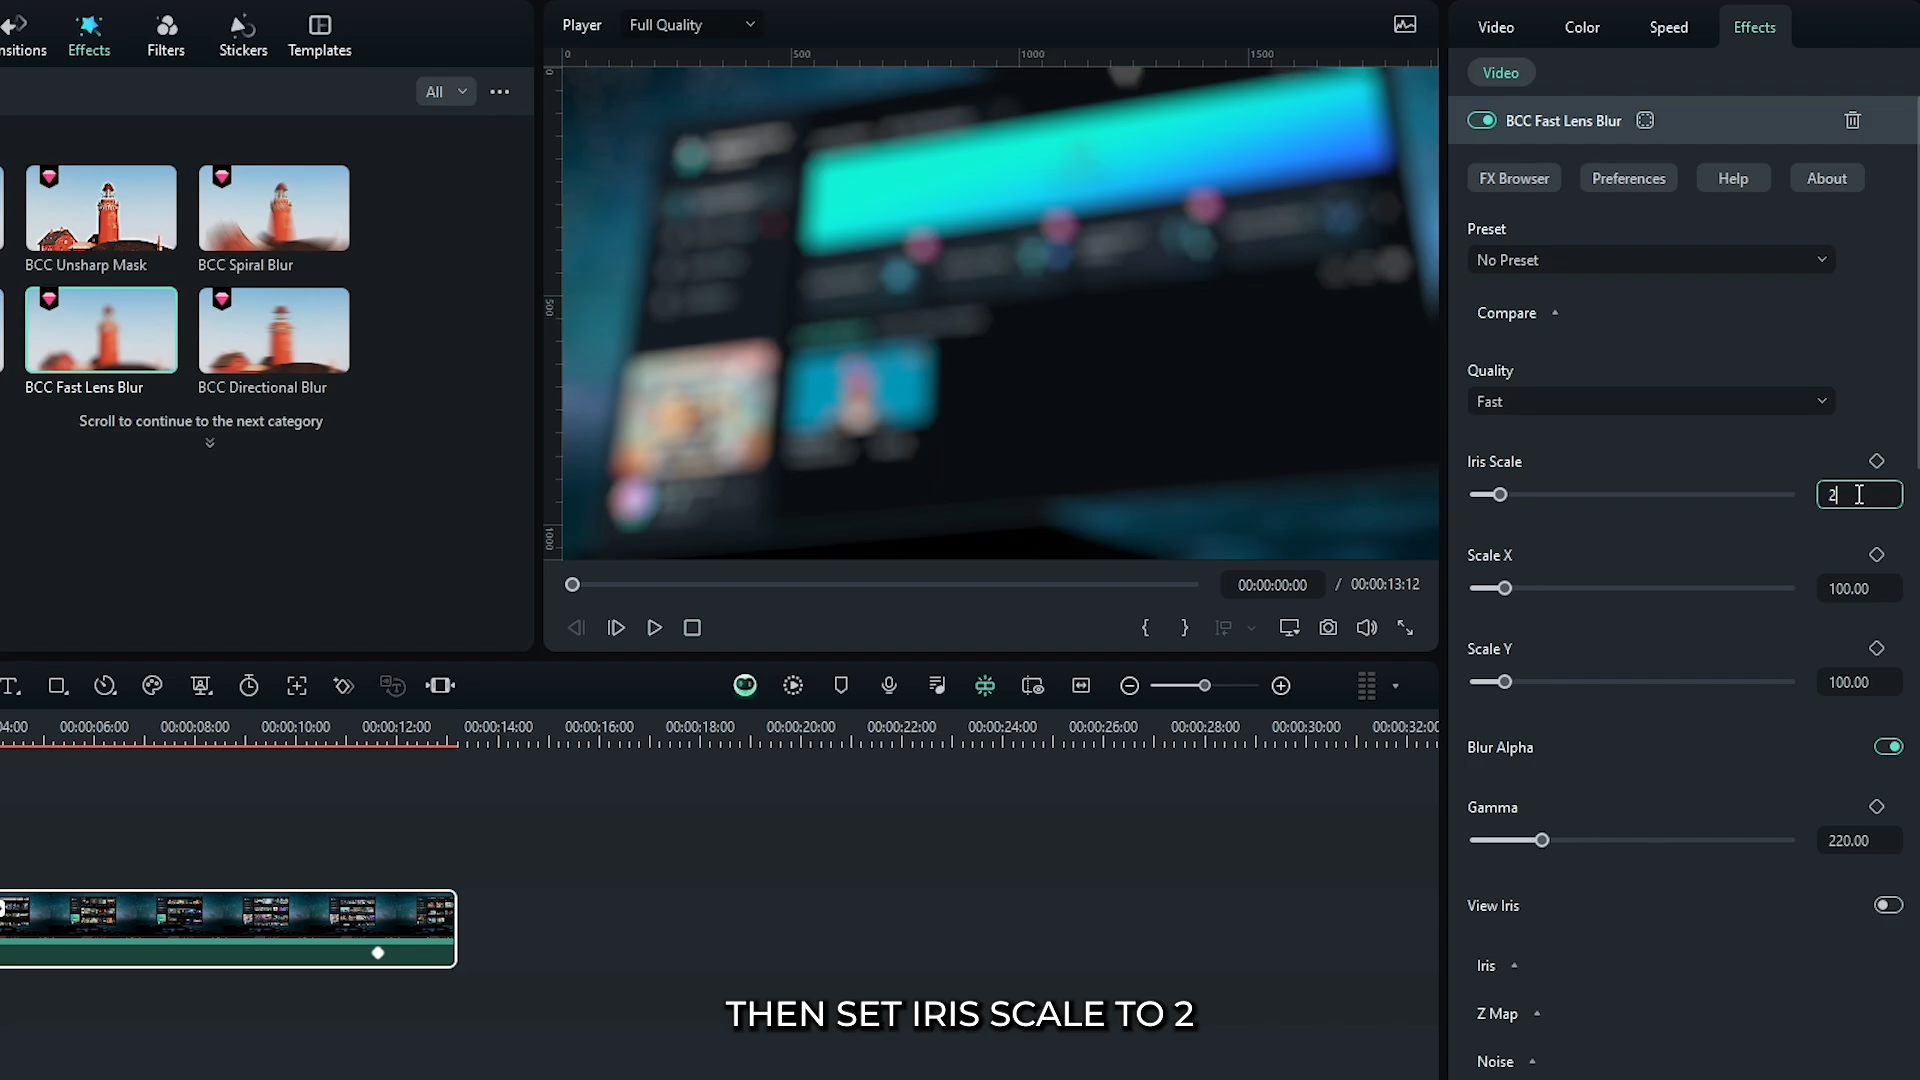 nsitions
Effects
Filters
Stickers
Templates
All
BCC Unsharp Mask
BCC Spiral Blur
BCC Fast Lens Blur
BCC Directional Blur
Scroll to continue to the next category
Player
Full Quality
0
500
1000
1500
0
500
1000
00:00:00:00 / 00:00:13:12
Video
Color
Speed
Effects
Video
BCC Fast Lens Blur
FX Browser
Preferences
Help
About
Preset
No Preset
Compare
Quality
Fast
Iris Scale
2
Scale X
100.00
Scale Y
100.00
Blur Alpha
Gamma
220.00
View Iris
Iris
Z Map
Noise
04:00
00:00:06:00
00:00:08:00
00:00:10:00
00:00:12:00
00:00:14:00
00:00:16:00
00:00:18:00
00:00:20:00
00:00:22:00
00:00:24:00
00:00:26:00
00:00:28:00
00:00:30:00
00:00:32:00
THEN SET IRIS SCALE TO 2